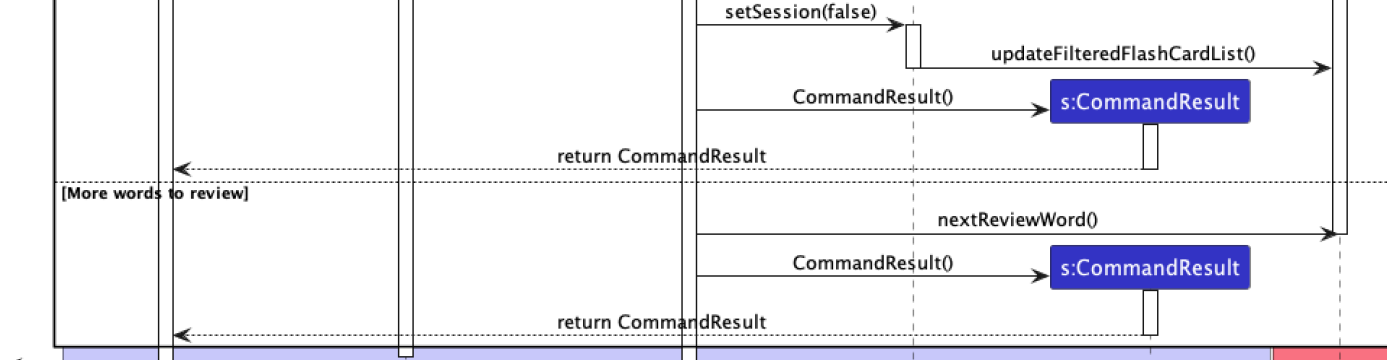 setSession(false)
updateFilteredFlashCardList()
CommandResult()
s:CommandResult
return CommandResult
[More words to review]
nextReviewWord()
CommandResult()
s:CommandResult
return CommandResult